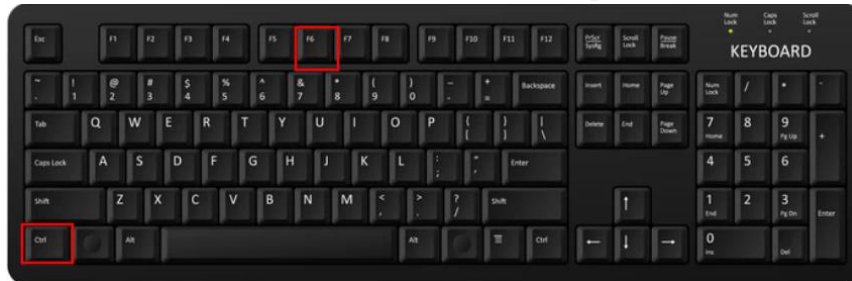 Num Lock Caps Lock Scroll Lock
KEYBOARD
Esc F1 F2 F3 F4 F5 F6 F7 F8 F9 F10 F11 F12 PrtScr SysRq Scroll Lock Pause Break
~ ! @ # $ % ^ & * ( ) _ + Backspace Insert Home Page Up Num Lock / * -
1 2 3 4 5 6 7 8 9 0 - =
Tab Q W E R T Y U I O P { [ } ] | \ Delete End Page Down 7 Home 8 9 Pg Up +
Caps Lock A S D F G H J K L : ; " ' Enter 4 5 6
Shift Z X C V B N M < , > . ? / Shift ↑ 1 End 2 3 Pg Dn Enter
Ctrl Alt Alt Ctrl ← ↓ → 0 Ins Del